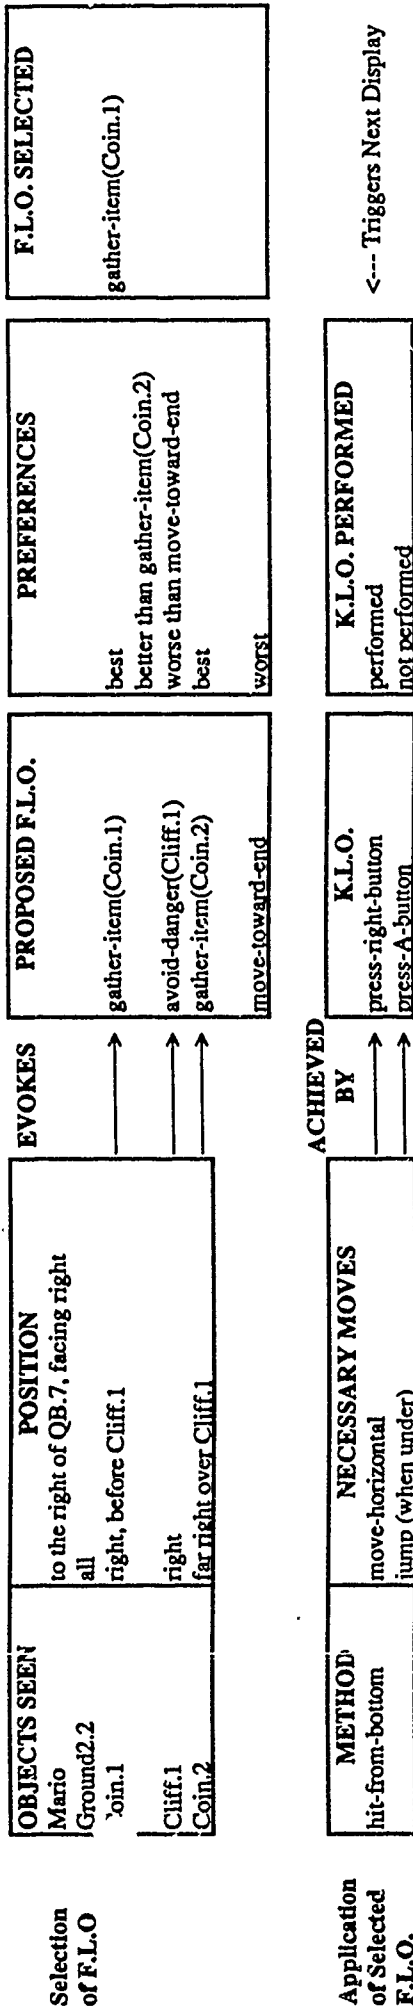 Selection
of F.L.O
OBJECTS SEEN
POSITION
Mario
to the right of QB.7, facing right
Ground2.2
all
oin.1
right, before Cliff.1
Cliff.1
right
Coin.2
far right over Cliff.1
EVOKES
PROPOSED F.L.O.
gather-item(Coin.1)
avoid-danger(Cliff.1)
gather-item(Coin.2)
move-toward-end
PREFERENCES
best
better than gather-item(Coin.2)
worse than move-toward-end
best
worst
F.L.O. SELECTED
gather-item(Coin.1)
Application
of Selected
F.L.O.
METHOD
NECESSARY MOVES
hit-from-bottom
move-horizontal
jump (when under)
ACHIEVED
BY
K.L.O.
press-right-button
press-A-button
K.L.O. PERFORMED
performed
not performed
<--- Triggers Next Display